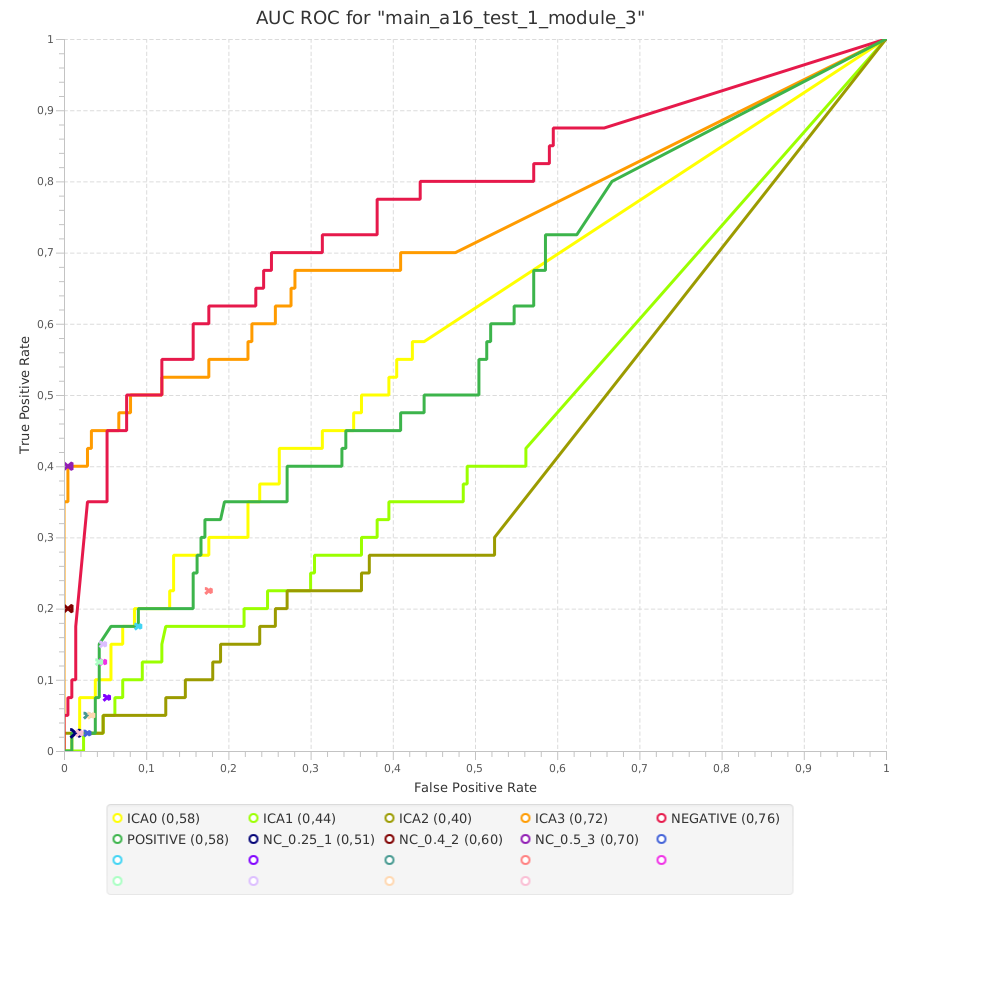 AUC ROC for "main_a16_test_1_module_3"
1
0,9
0,8
0,7
0,6
0,5
0,4
0,3
0,2
0,1
0
True Positive Rate
0 0,1 0,2 0,3 0,4 0,5 0,6 0,7 0,8 0,9 1
False Positive Rate
ICA0 (0,58) ICA1 (0,44) ICA2 (0,40) ICA3 (0,72) NEGATIVE (0,76)
POSITIVE (0,58) NC_0.25_1 (0,51) NC_0.4_2 (0,60) NC_0.5_3 (0,70)